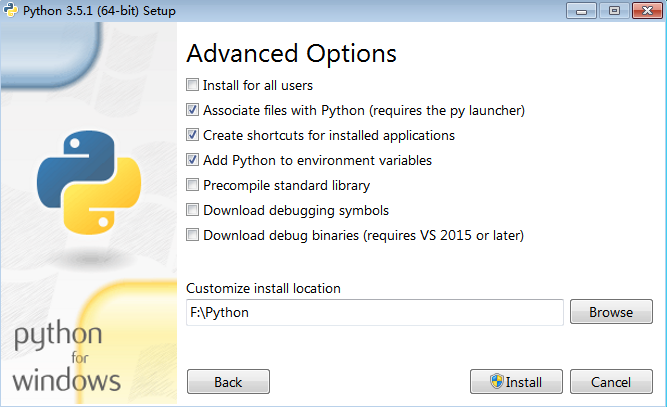 Python 3.5.1 (64-bit) Setup
Advanced Options
Install for all users
Associate files with Python (requires the py launcher)
Create shortcuts for installed applications
Add Python to environment variables
Precompile standard library
Download debugging symbols
Download debug binaries (requires VS 2015 or later)
Customize install location
F:\Python
Browse
python
for
windows
Back
Install
Cancel